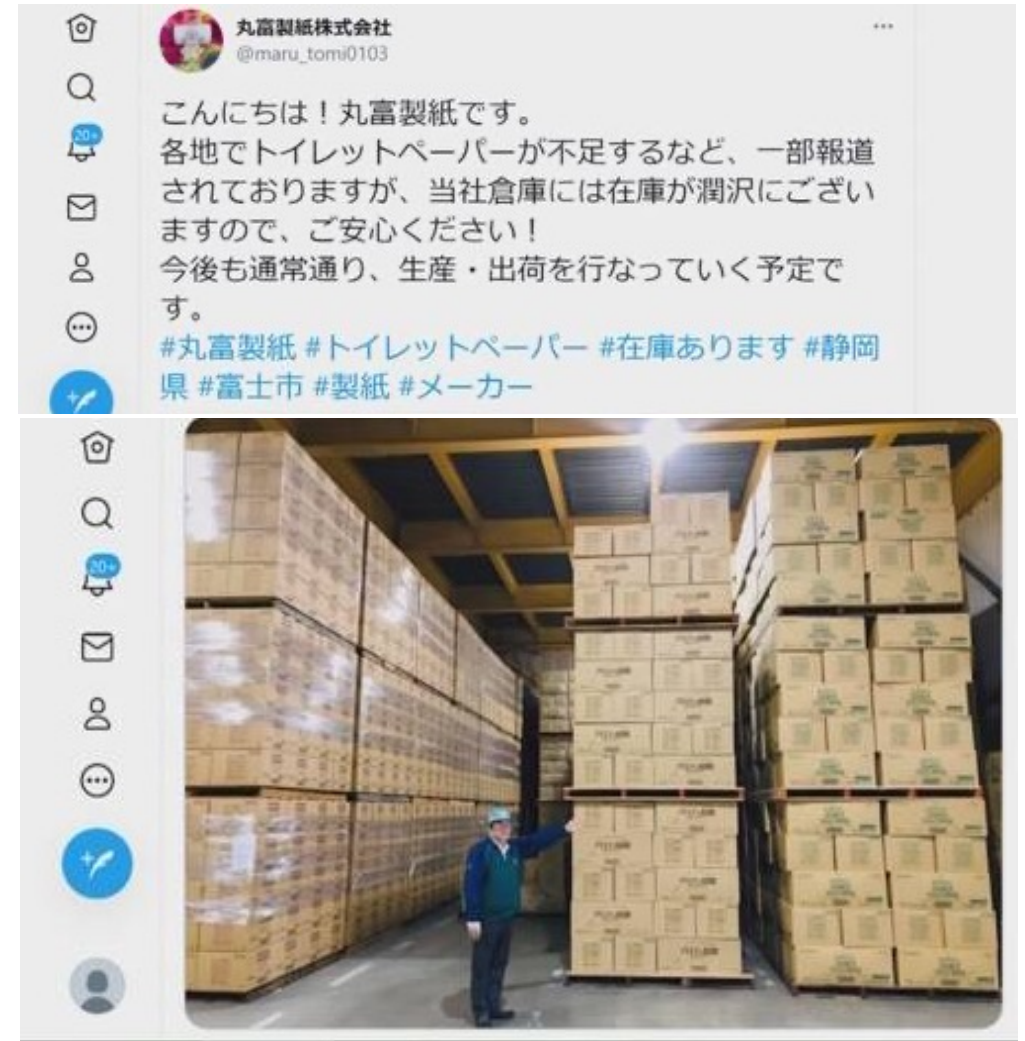 丸富製紙株式会社
@maru_tomi0103
20+
こんにちは！丸富製紙です。
各地でトイレットペーパーが不足するなど、一部報道
されておりますが、当社倉庫には在庫が潤沢にござい
ますので、ご安心ください！
今後も通常通り、生産・出荷を行なっていく予定で
す。
#丸富製紙 #トイレットペーパー #在庫あります #静岡
県 #富士市 #製紙 #メーカー
20+